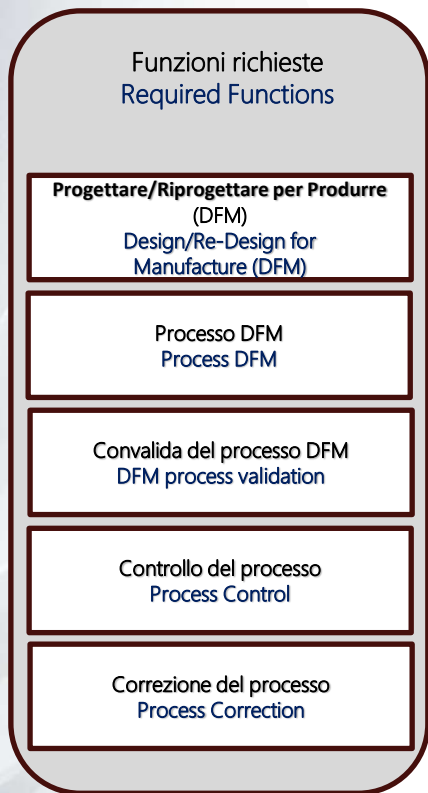 Funzioni richieste
Required Functions
Progettare/Riprogettare per Produrre
(DFM)
Design/Re-Design for
Manufacture (DFM)
Processo DFM
Process DFM
Convalida del processo DFM
DFM process validation
Controllo del processo
Process Control
Correzione del processo
Process Correction